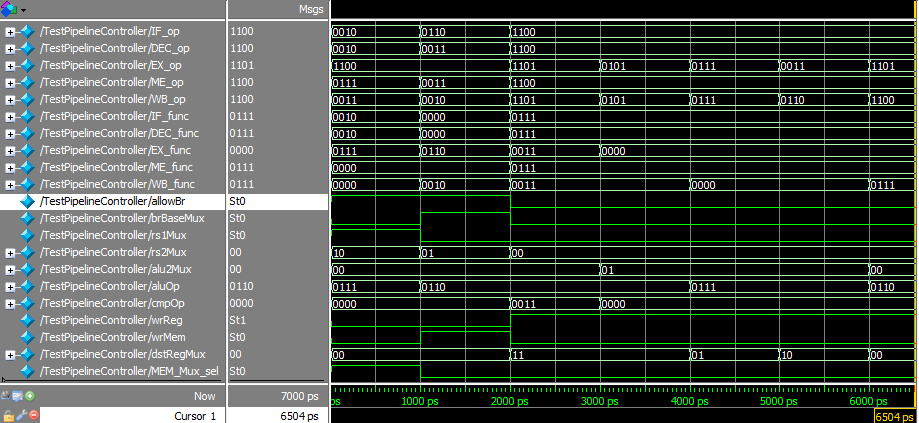 Msgs
/TestPipelineController/IF_op 1100 0010 0110 1100
/TestPipelineController/DEC_op 1100 0010 0011 1100
/TestPipelineController/EX_op 1101 1100 1101 0101 0111 0011 1101
/TestPipelineController/ME_op 1100 0111 0011 1100
/TestPipelineController/WB_op 1100 0011 0010 1101 0101 0111 0110 1100
/TestPipelineController/IF_func 0111 0010 0000 0111
/TestPipelineController/DEC_func 0111 0010 0000 0111
/TestPipelineController/EX_func 0000 0111 0110 0011 0000
/TestPipelineController/ME_func 0111 0000 0111
/TestPipelineController/WB_func 0111 0000 0010 0011 0000 0111
/TestPipelineController/allowBr St0
/TestPipelineController/brBaseMux St0
/TestPipelineController/rs1Mux St0
/TestPipelineController/rs2Mux 00 10 01 00
/TestPipelineController/alu2Mux 00 00 01 00
/TestPipelineController/aluOp 0110 0111 0110 0111 0110
/TestPipelineController/cmpOp 0000 0000 0011 0000
/TestPipelineController/wrReg St1
/TestPipelineController/wrMem St0
/TestPipelineController/dstRegMux 00 00 11 01 10 00
/TestPipelineController/MEM_Mux_sel St0
Now 7000 ps ps 1000 ps 2000 ps 3000 ps 4000 ps 5000 ps 6000 ps
Cursor 1 6504 ps 6504 ps